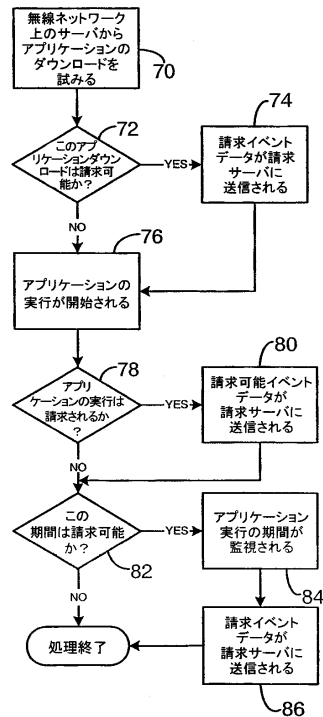 無線ネットワーク
上のサーバから
アプリケーションの
ダウンロードを
試みる
70
72
このアプ
リケーションダウン
ロードは請求可
能か?
YES
74
請求イベント
データが請求
サーバに
送信される
NO
76
アプリケーションの
実行が開始される
78
アプリ
ケーションの実行は
請求されるか
?
YES
80
請求可能イベント
データが
請求サーバに
送信される
NO
この
期間は請求可能
か?
82
YES
アプリケーション
実行の期間が
監視される
84
NO
処理終了
請求イベント
データが
請求サーバに
送信される
86